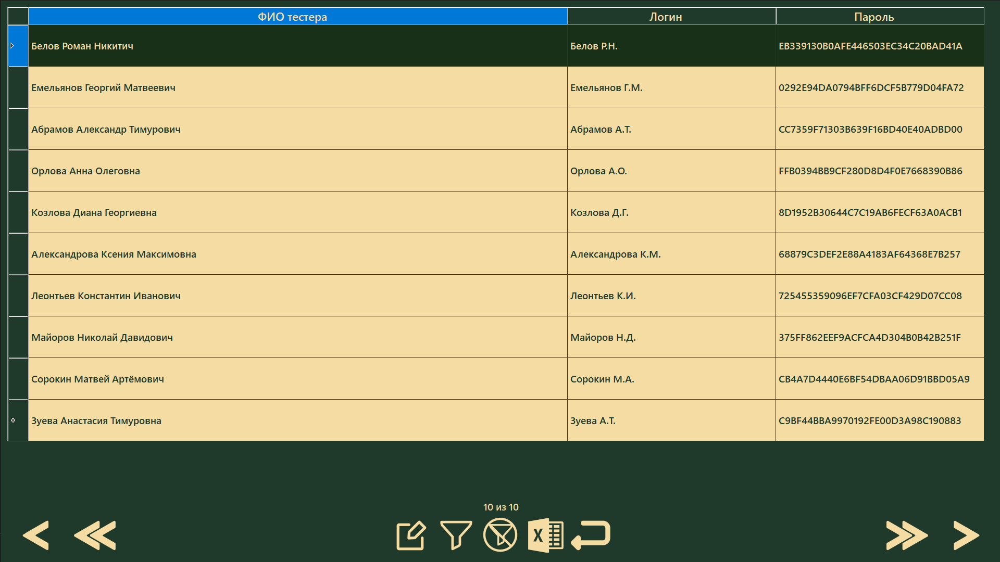 ФИО тестера Логин Пароль
Белов Роман Никитич Белов Р.Н. EB339130B0AFE446503EC34C20BAD41A
Емельянов Георгий Матвеевич Емельянов Г.М. 0292E94DA0794BFF6DCF5B779D04FA72
Абрамов Александр Тимурович Абрамов А.Т. CC7359F71303B639F16BD40E40ADBD00
Орлова Анна Олеговна Орлова А.О. FFB0394BB9CF280D8D4F0E7668390B86
Козлова Диана Георгиевна Козлова Д.Г. 8D1952B30644C7C19AB6FECF63A0ACB1
Александрова Ксения Максимовна Александрова К.М. 68879C3DEF2E88A4183AF64368E7B257
Леонтьев Константин Иванович Леонтьев К.И. 725455359096EF7CFA03CF429D07CC08
Майоров Николай Давидович Майоров Н.Д. 375FF862EEF9ACFCA4D304B0B42B251F
Сорокин Матвей Артёмович Сорокин М.А. CB4A7D4440E6BF54DBAA06D91BBD05A9
Зуева Анастасия Тимуровна Зуева А.Т. C9BF44BBA9970192FE00D3A98C190883
10 из 10
X